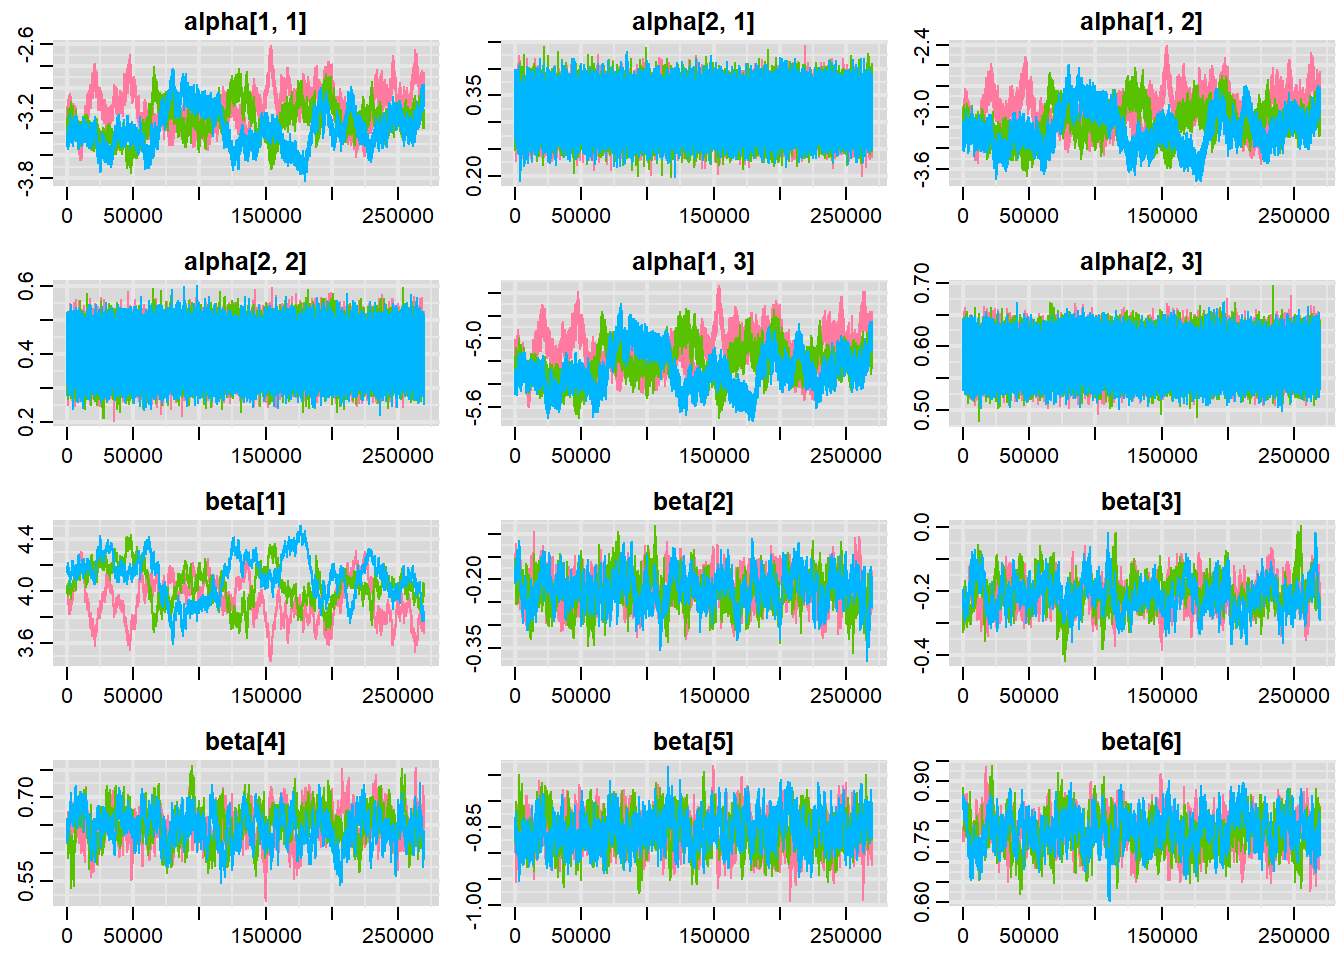 alpha[1, 1]
-2.6
-3.2
-3.8
0 50000 150000 250000
alpha[2, 1]
0.35
0.20
0 50000 150000 250000
alpha[1, 2]
-2.4
-3.0
-3.6
0 50000 150000 250000
alpha[2, 2]
0.6
0.4
0.2
0 50000 150000 250000
alpha[1, 3]
-5.0
-5.6
0 50000 150000 250000
alpha[2, 3]
0.70
0.60
0.50
0 50000 150000 250000
beta[1]
4.4
4.0
3.6
0 50000 150000 250000
beta[2]
-0.20
-0.35
0 50000 150000 250000
beta[3]
0.0
-0.2
-0.4
0 50000 150000 250000
beta[4]
0.70
0.55
0 50000 150000 250000
beta[5]
-0.85
-1.00
0 50000 150000 250000
beta[6]
0.90
0.75
0.60
0 50000 150000 250000